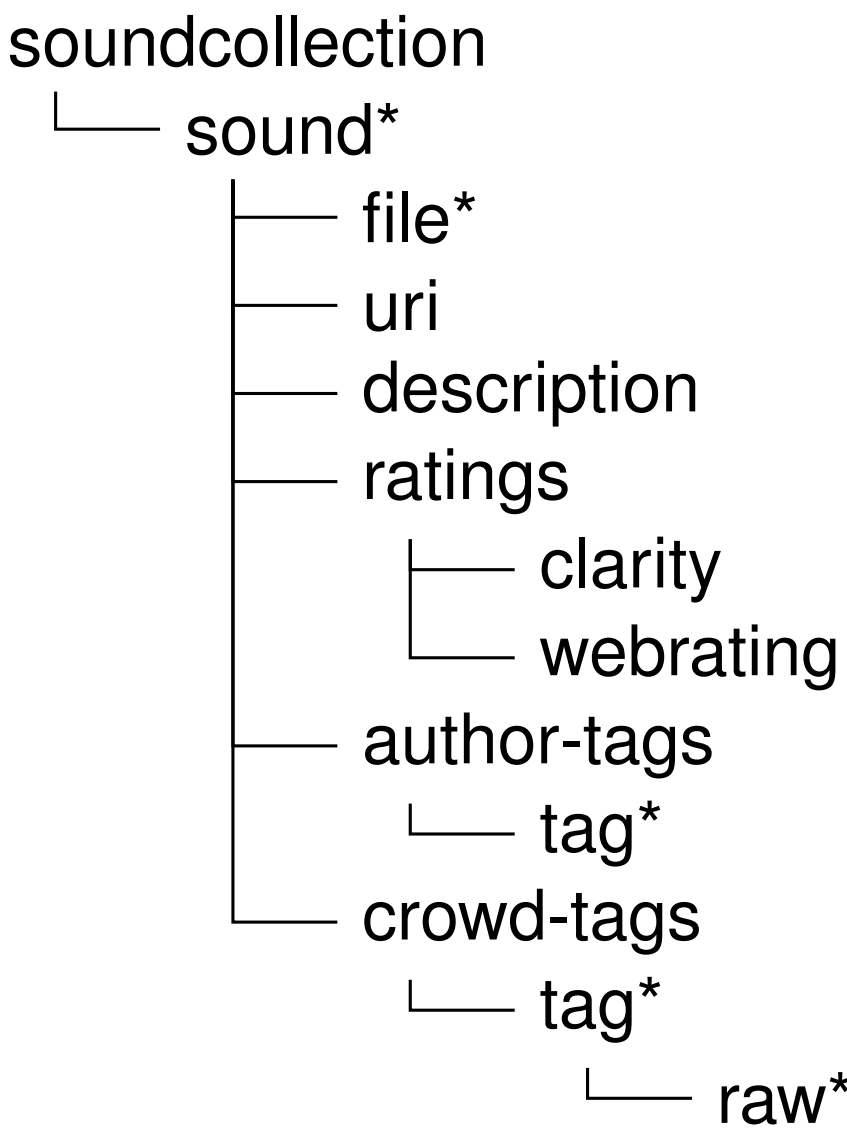 soundcollection
sound*
file*
uri
description
ratings
clarity
webrating
author-tags
tag*
crowd-tags
tag*
raw*